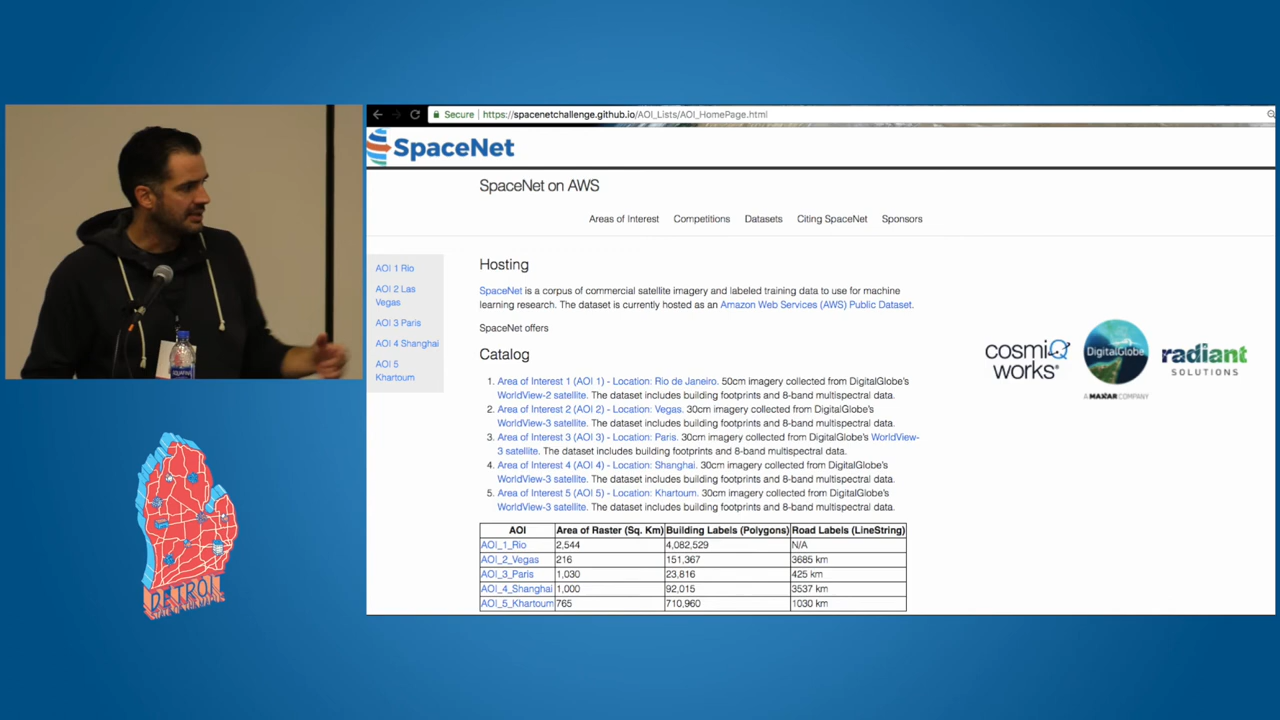 Secure
https://spacenetchallenge.github.io/AOI_Lists/AOI_HomePage.html
SpaceNet
SpaceNet on AWS
Areas of Interest
Competitions
Datasets
Citing SpaceNet
Sponsors
AOI 1 Rio
AOI 2 Las
Vegas
AOI 3 Paris
AOI 4 Shanghai
AOI 5
Khartoum
Hosting
SpaceNet is a corpus of commercial satellite imagery and labeled training data to use for machine
learning research. The dataset is currently hosted as an Amazon Web Services (AWS) Public Dataset.
SpaceNet offers
Catalog
1. Area of Interest 1 (AOI 1) - Location: Rio de Janeiro. 50cm imagery collected from DigitalGlobe's
WorldView-2 satellite. The dataset includes building footprints and 8-band multispectral data.
2. Area of Interest 2 (AOI 2) - Location: Vegas. 30cm imagery collected from DigitalGlobe's
WorldView-3 satellite. The dataset includes building footprints and 8-band multispectral data.
3. Area of Interest 3 (AOI 3) - Location: Paris. 30cm imagery collected from DigitalGlobe's WorldView-
3 satellite. The dataset includes building footprints and 8-band multispectral data.
4. Area of Interest 4 (AOI 4) - Location: Shanghai. 30cm imagery collected from DigitalGlobe's
WorldView-3 satellite. The dataset includes building footprints and 8-band multispectral data.
5. Area of Interest 5 (AOI 5) - Location: Khartoum. 30cm imagery collected from DigitalGlobe's
WorldView-3 satellite. The dataset includes building footprints and 8-band multispectral data.
AOI Area of Raster (Sq. Km) Building Labels (Polygons) Road Labels (LineString)
AOI_1_Rio 2,544 4,082,529 N/A
AOI_2_Vegas 216 151,367 3685 km
AOI_3_Paris 1,030 23,816 425 km
AOI_4_Shanghai 1,000 92,015 3537 km
AOI_5_Khartoum 765 710,960 1030 km
cosmiQ
works
DigitalGlobe
A MAXAR COMPANY
radiant
SOLUTIONS
DETROIT